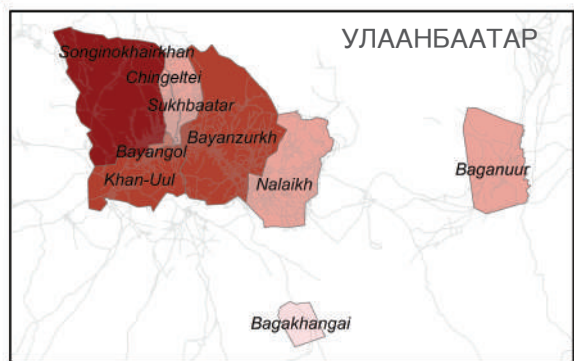 УЛААНБААТАР
Songinokhairkhan
Chingeltei
Sukhbaatar
Bayanzurkh
Bayangol
Khan-Uul
Nalaikh
Baganuur
Bagakhangai